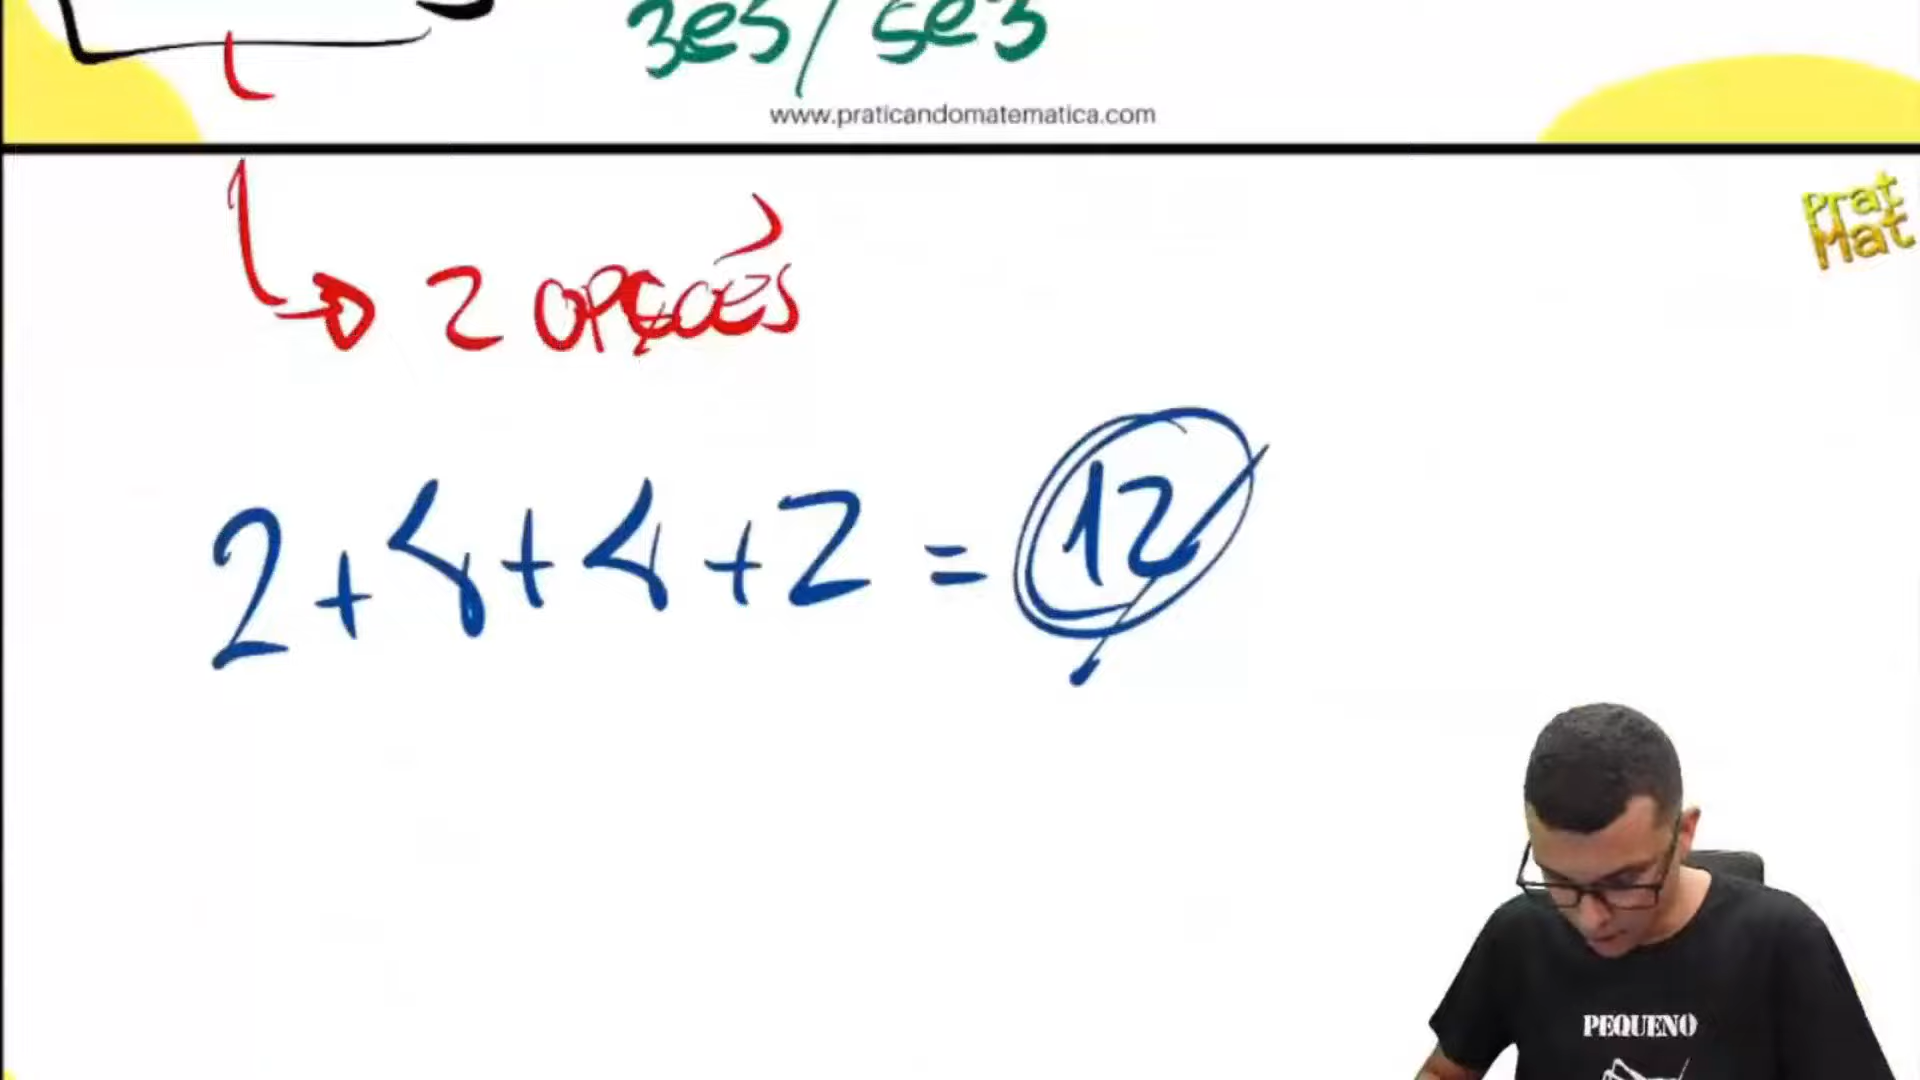 3e5/5e3
www.praticandomatematica.com
Prat
Mat
2 OPÇÕES
2+4+4+2 = 12
PEQUENO